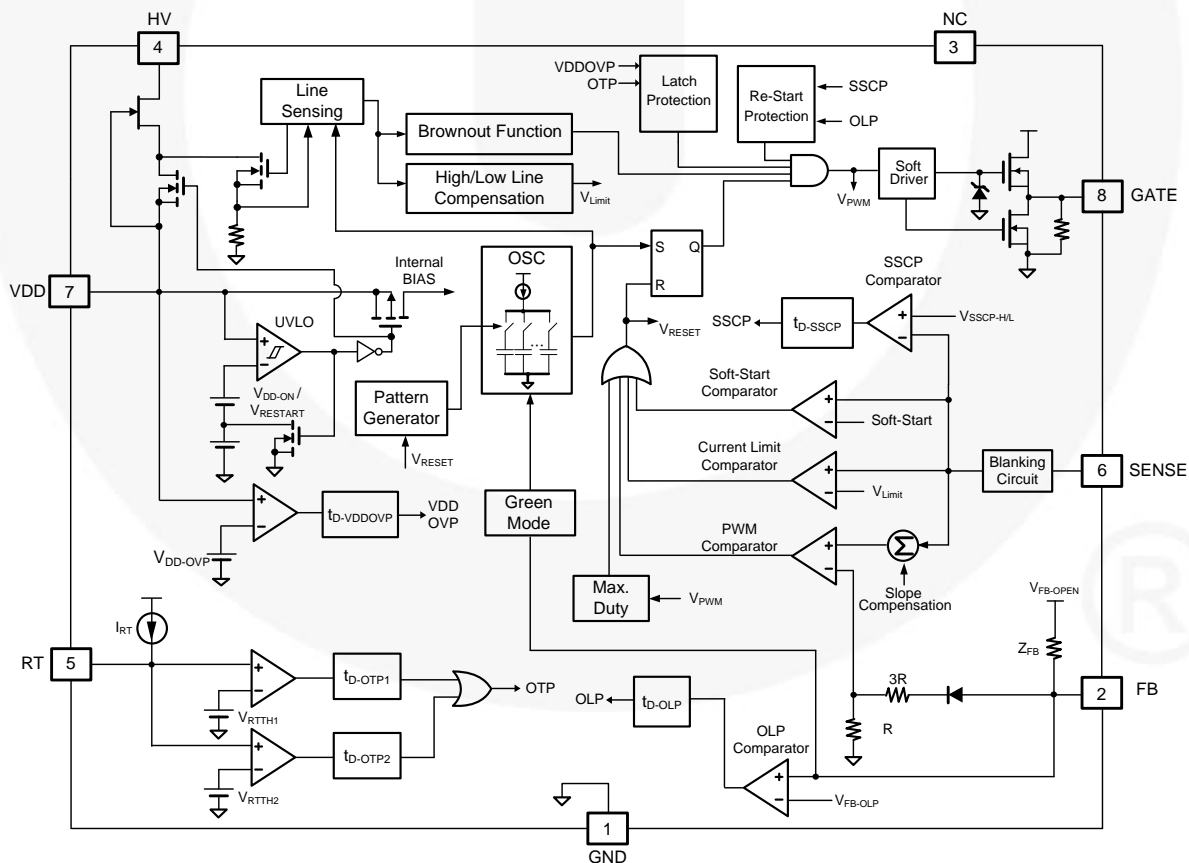 HV
4
NC
3
VDDOVP
OTP
Latch
Protection
Re-Start
Protection
SSCP
OLP
Line
Sensing
Brownout Function
High/Low Line
Compensation
VLimit
VPWM
Soft
Driver
8
GATE
VDD
7
Internal
BIAS
OSC
...
S
Q
R
SSCP
Comparator
SSCP
tD-SSCP
+
−
VSSCP-H/L
UVLO
+
−
VDD-ON /
VRESTART
Pattern
Generator
VRESET
VRESET
Soft-Start
Comparator
+
−
Soft-Start
Current Limit
Comparator
+
−
VLimit
Blanking
Circuit
6
SENSE
+
−
tD-VDDOVP
VDD
OVP
VDD-OVP
Green
Mode
PWM
Comparator
+
−
Σ
Slope
Compensation
Max.
Duty
VPWM
VFB-OPEN
ZFB
®
IRT
RT
5
+
−
VRTTH1
tD-OTP1
OTP
+
−
VRTTH2
tD-OTP2
3R
R
2
FB
OLP
tD-OLP
OLP
Comparator
+
−
VFB-OLP
1
GND